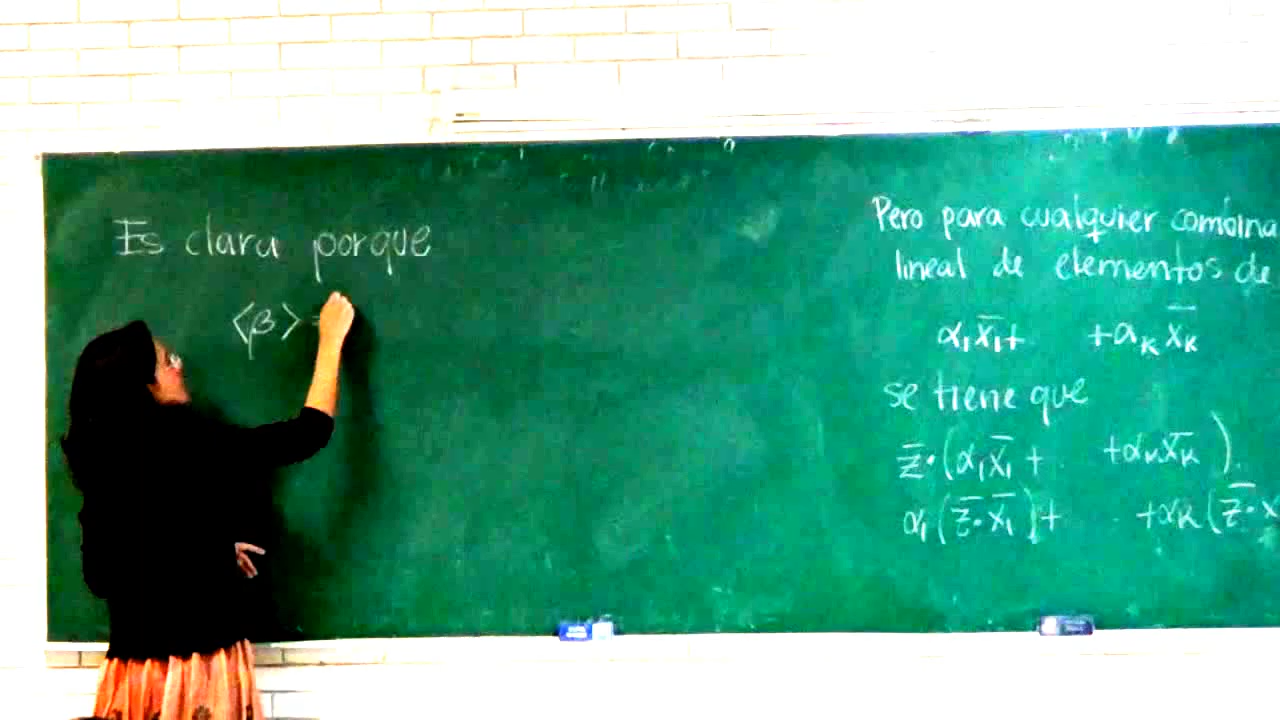 Es clara porque
⟨β⟩ =
Pero para cualquier combina
lineal de elementos de
α₁x̄₁+ +αₖx̄ₖ
se tiene que
z̄·(α₁x̄₁+ +αₖx̄ₖ).
α₁(z̄·x̄₁)+ +αₖ(z̄·x